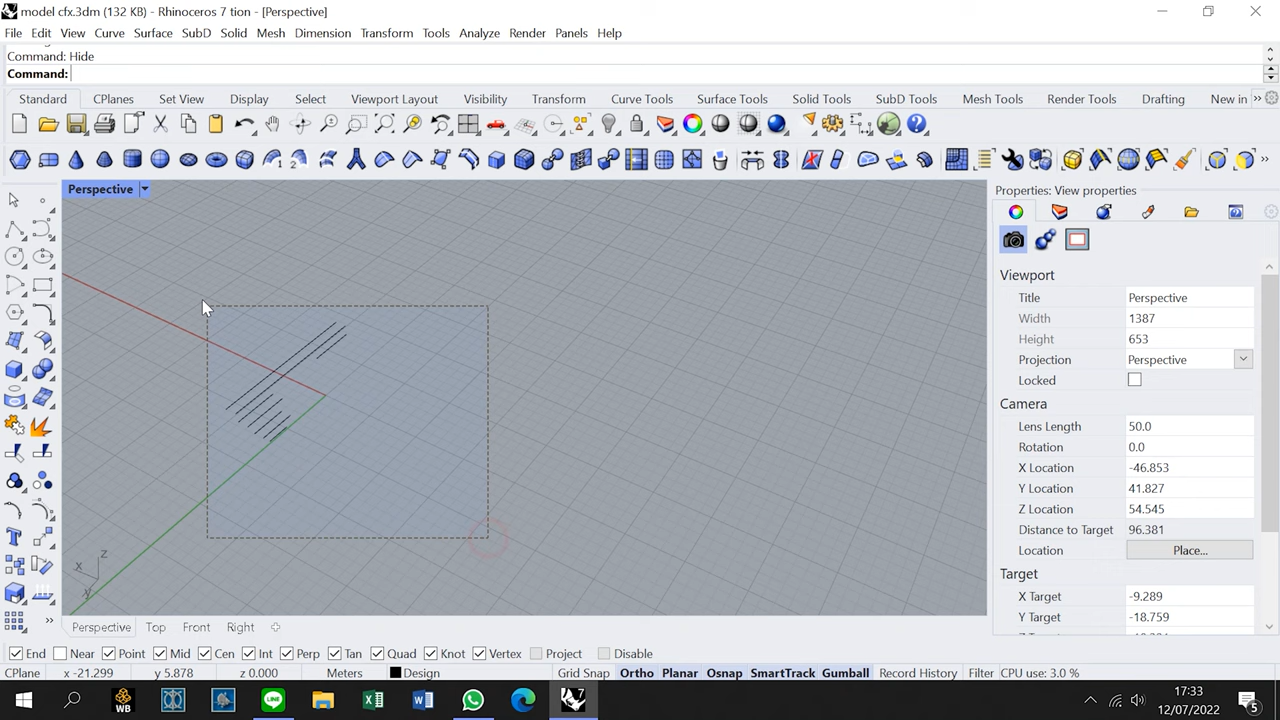 model cfx.3dm (132 KB) - Rhinoceros 7 tion - [Perspective]
File Edit View Curve Surface SubD Solid Mesh Dimension Transform Tools Analyze Render Panels Help
Command: Hide
Command:
Standard CPlanes Set View Display Select Viewport Layout Visibility Transform Curve Tools Surface Tools Solid Tools SubD Tools Mesh Tools Render Tools Drafting New in
Perspective
Properties: View properties
Viewport
Title Perspective
Width 1387
Height 653
Projection Perspective
Locked
Camera
Lens Length 50.0
Rotation 0.0
X Location -46.853
Y Location 41.827
Z Location 54.545
Distance to Target 96.381
Location Place...
Target
X Target -9.289
Y Target -18.759
z
x
y
Perspective Top Front Right
End Near Point Mid Cen Int Perp Tan Quad Knot Vertex Project Disable
CPlane x -21.299 y 5.878 z 0.000 Meters Design Grid Snap Ortho Planar Osnap SmartTrack Gumball Record History Filter CPU use: 3.0 %
WB
17:33
12/07/2022
5